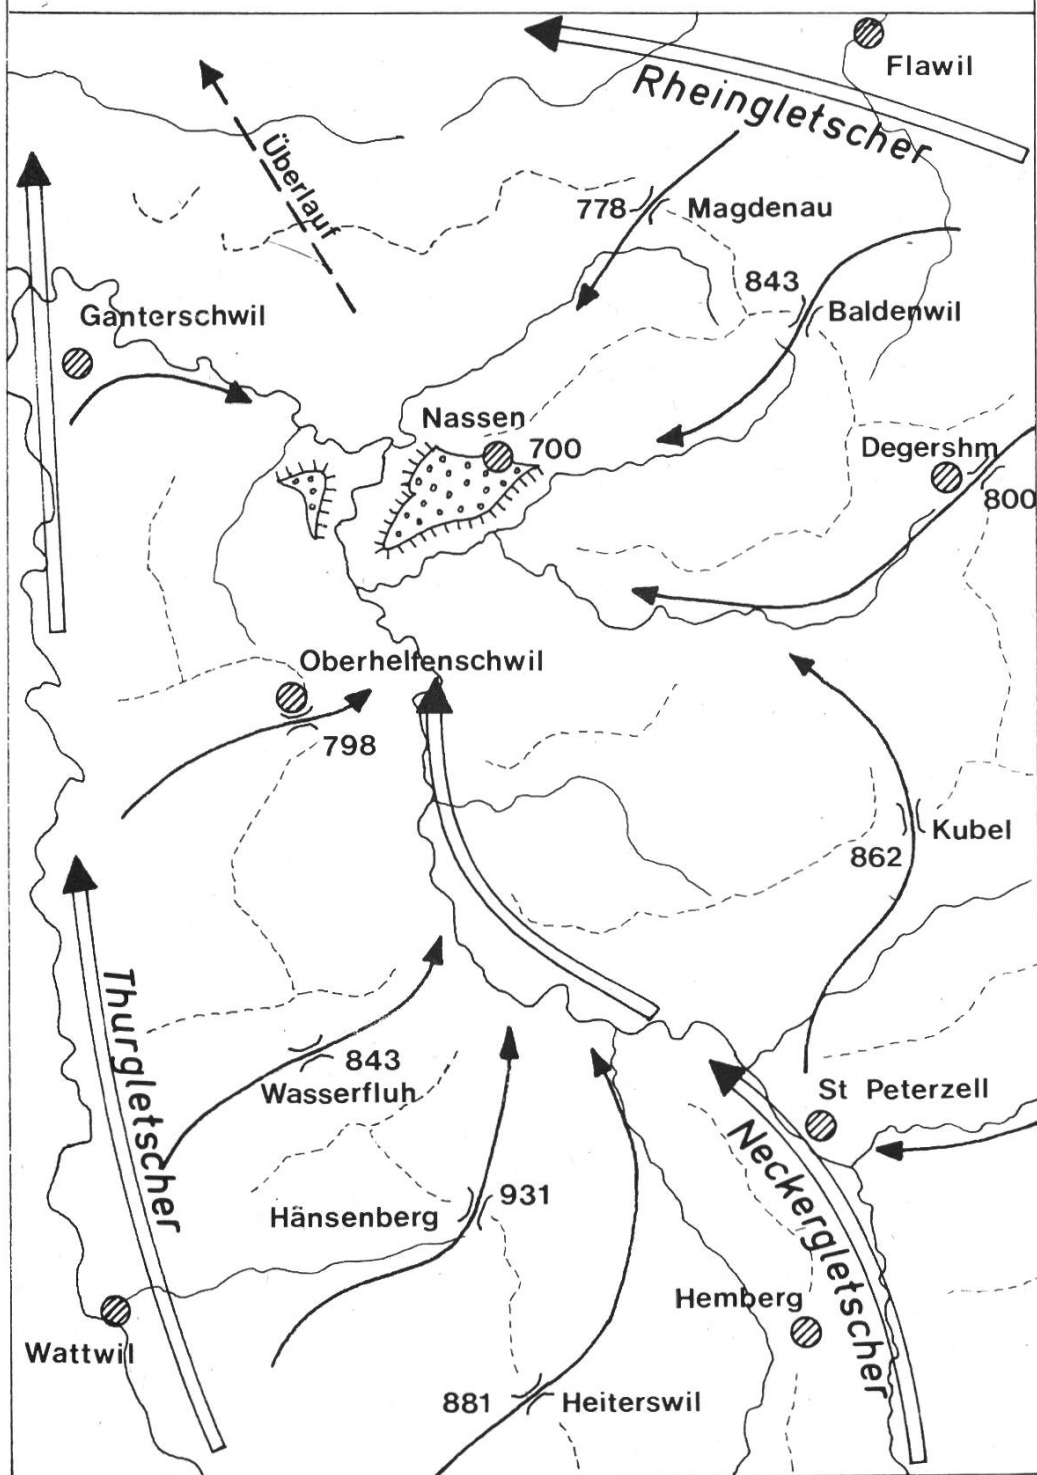 Flawil
Rheingletscher
Überlauf
778
Magdenau
843
Baldenwil
Ganterschwil
Nassen
700
Degershm
800
Oberhelfenschwil
798
Kubel
862
Thurgletscher
843
Wasserfluh
St Peterzell
Neckergletscher
931
Hänsenberg
Hemberg
Wattwil
881
Heiterswil